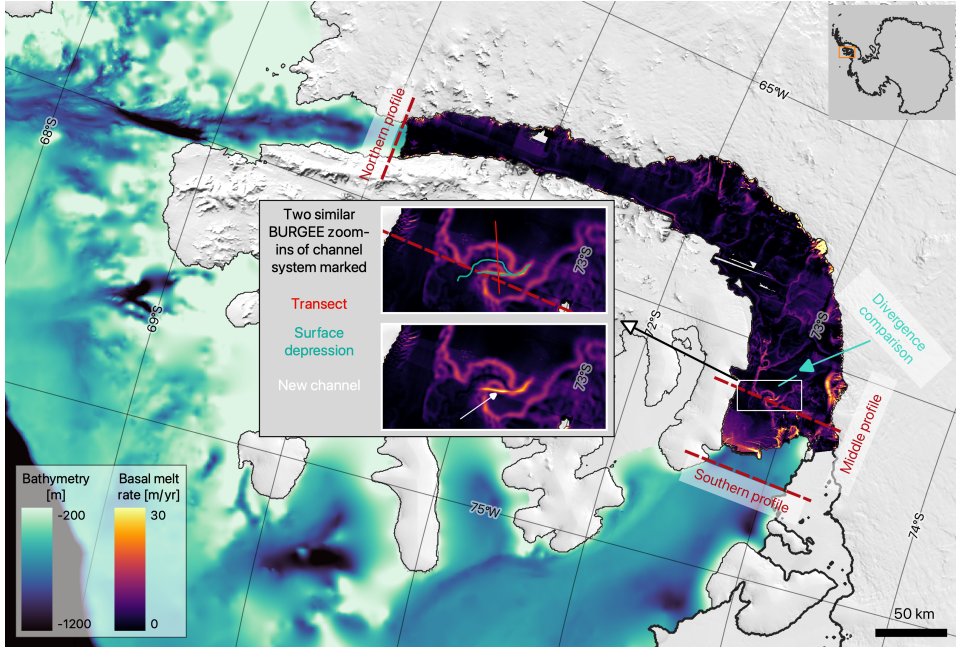 65°W
68°S
Northern profile
Two similar
BURGEE zoom-
ins of channel
system marked
Transect
Surface
depression
New channel
73°S
73°S
69°S
72°S
73°S
Divergence
comparison
Middle profile
Southern profile
75°W
74°S
Bathymetry
[m]
-200
-1200
Basal melt
rate [m/yr]
30
0
50 km